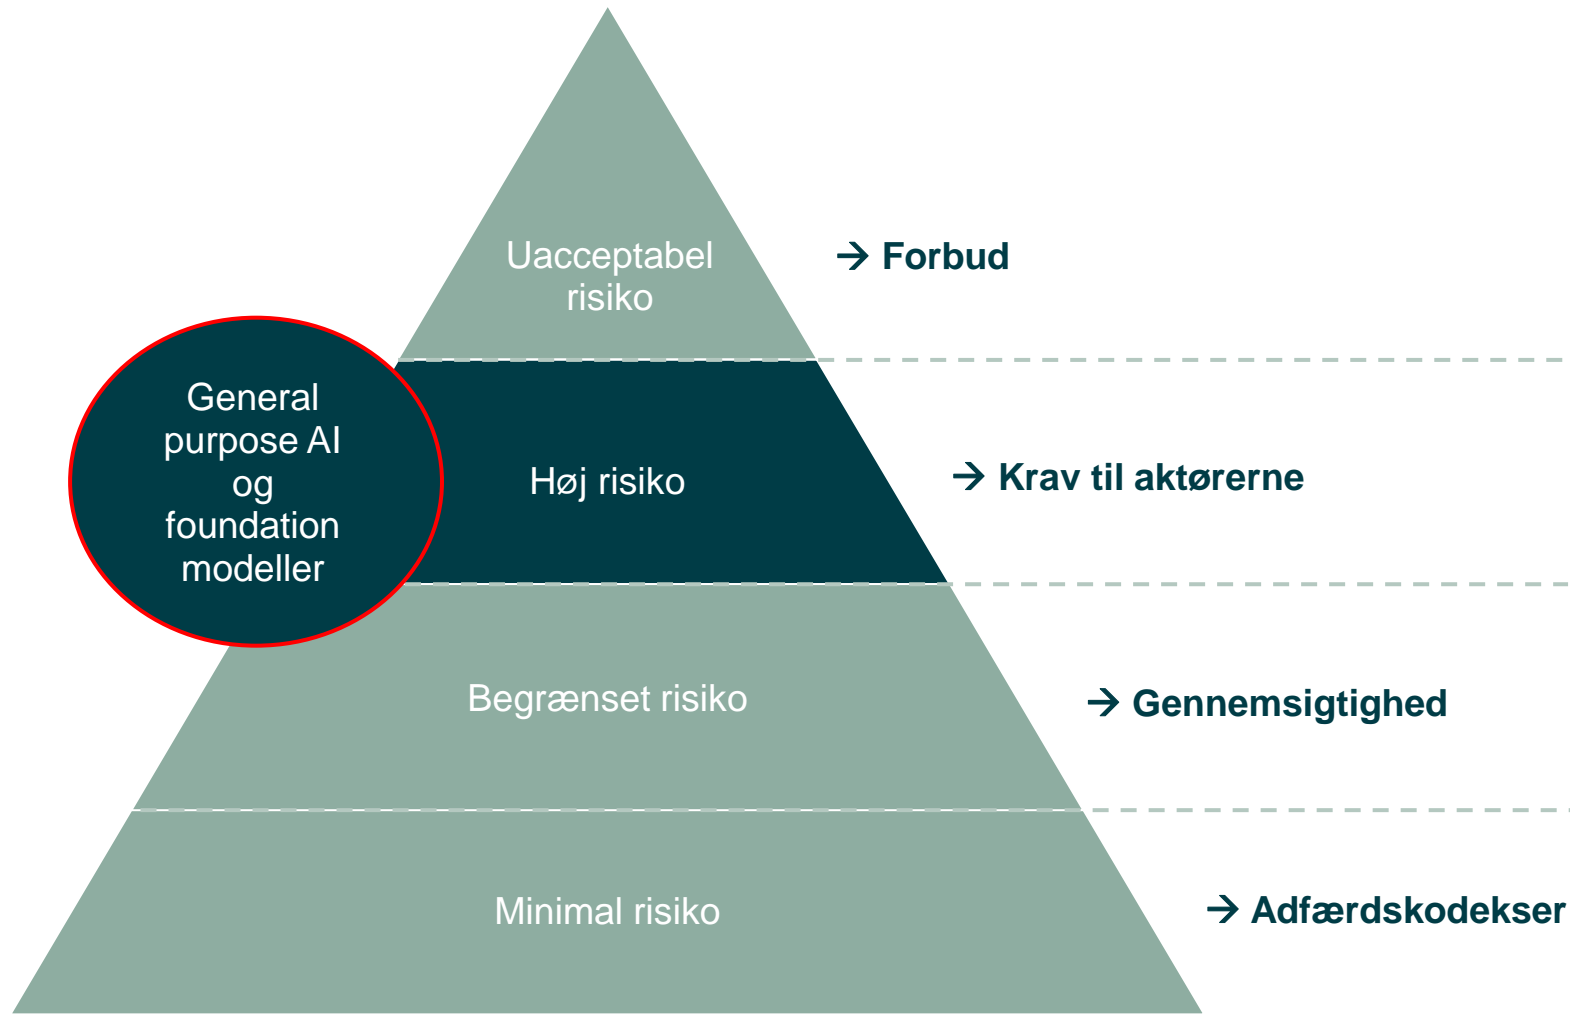 Uacceptabel
risiko
→ Forbud
General
purpose AI
og
foundation
modeller
Høj risiko
→ Krav til aktørerne
Begrænset risiko
→ Gennemsigtighed
Minimal risiko
→ Adfærdskodekser